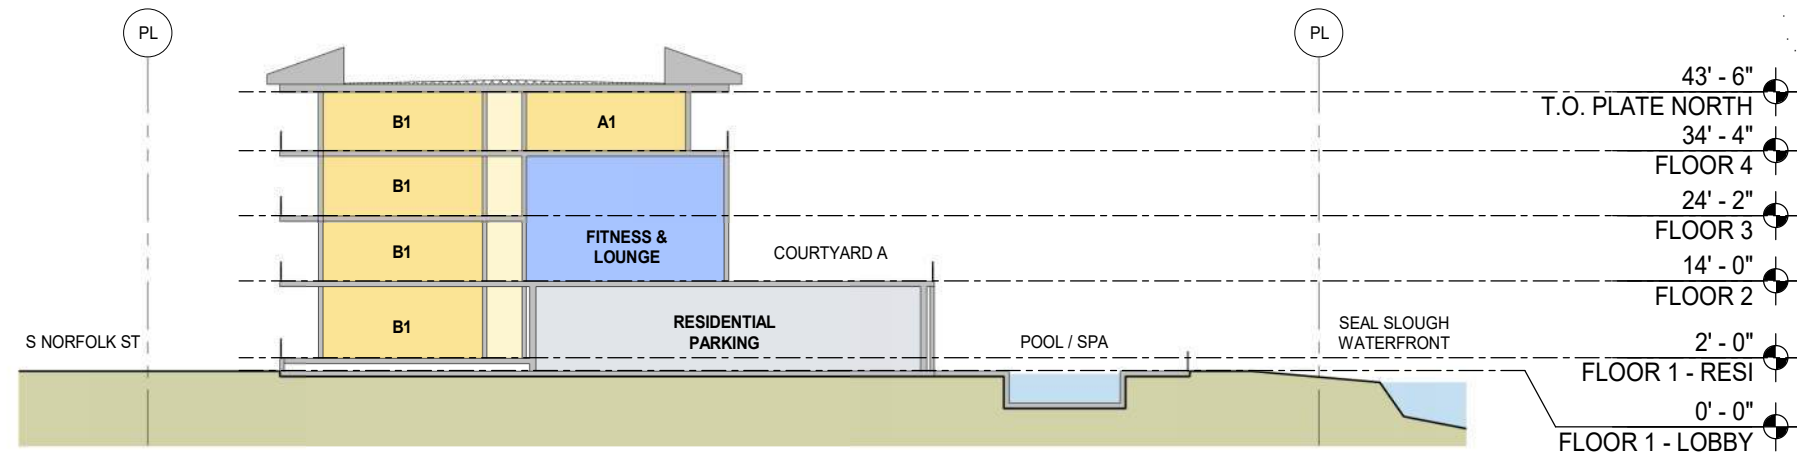 PL
PL
43' - 6"
T.O. PLATE NORTH
B1
A1
34' - 4"
FLOOR 4
B1
24' - 2"
FLOOR 3
FITNESS &
LOUNGE
B1
COURTYARD A
14' - 0"
FLOOR 2
RESIDENTIAL
PARKING
B1
S NORFOLK ST
POOL / SPA
SEAL SLOUGH
WATERFRONT
2' - 0"
FLOOR 1 - RESI
0' - 0"
FLOOR 1 - LOBBY